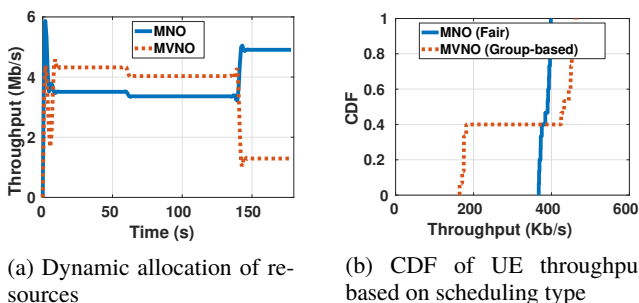 MNO
MVNO
Throughput (Mb/s)
6
4
2
0
0 50 100 150
Time (s)
(a) Dynamic allocation of re-
sources
MNO (Fair)
MVNO (Group-based)
CDF
1
0.8
0.6
0.4
0.2
0
0 200 400 600
Throughput (Kb/s)
(b) CDF of UE throughput
based on scheduling type